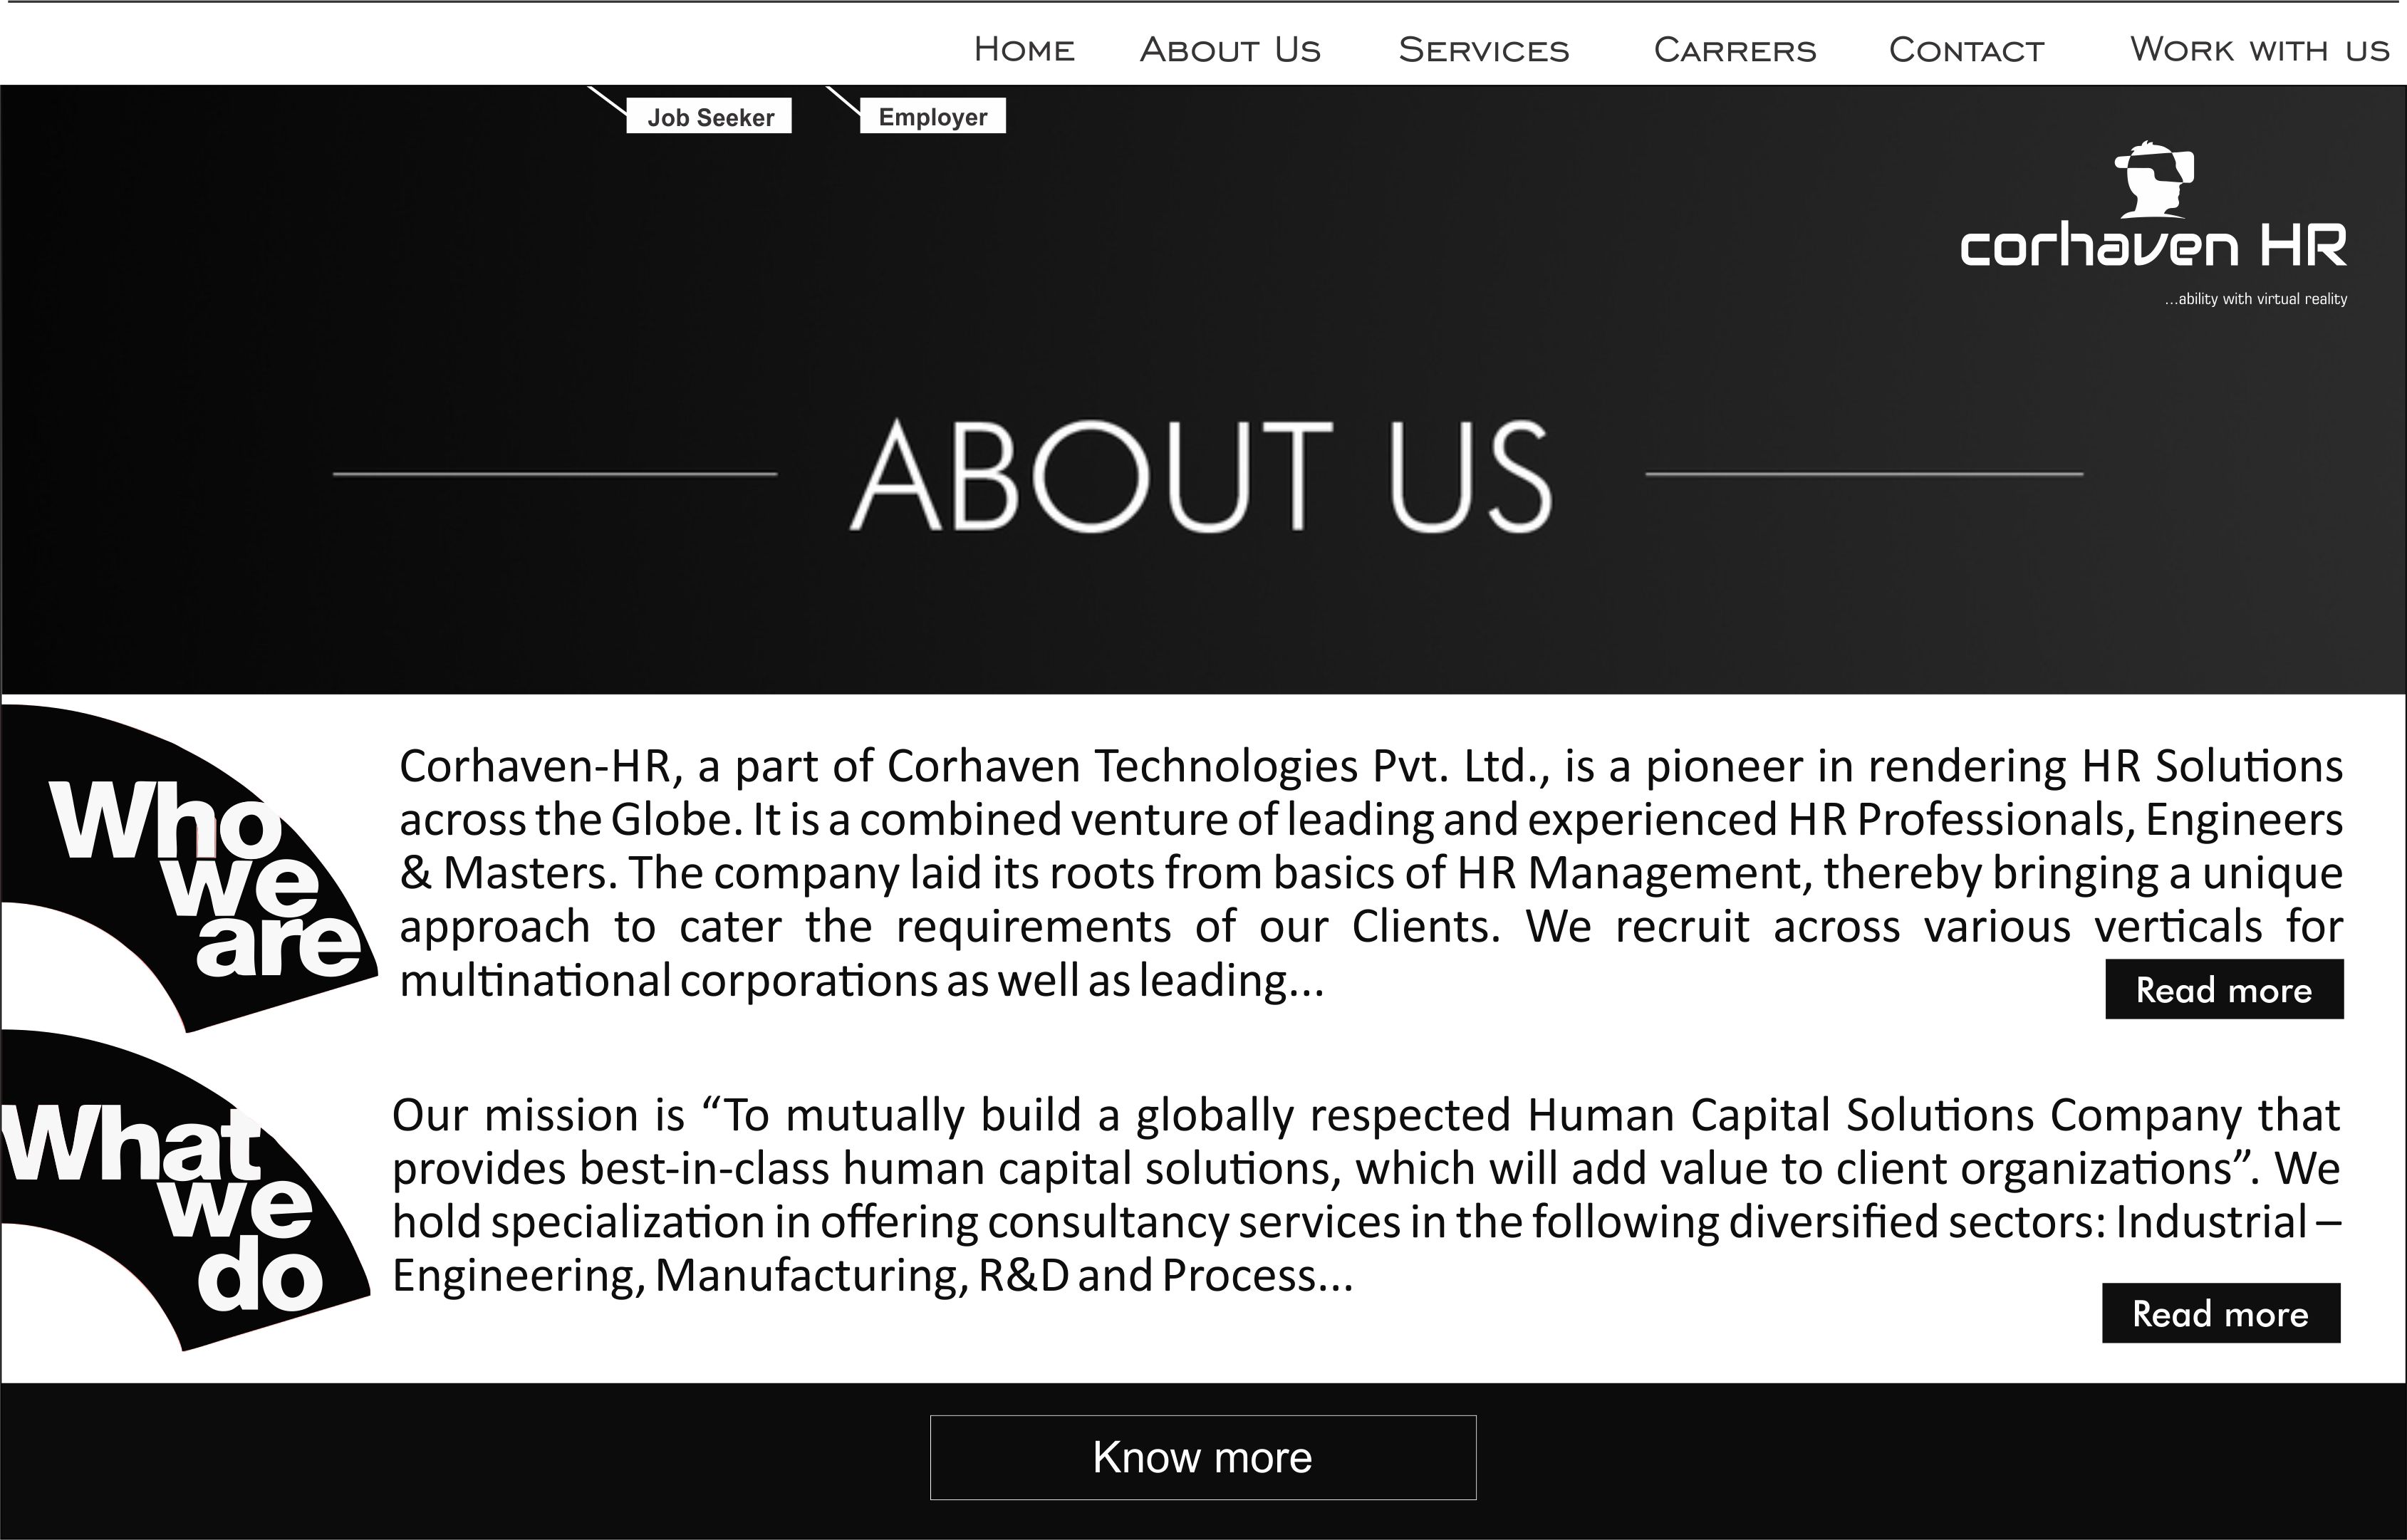 Home About Us Services Carrers Contact Work with us
Job Seeker Employer
corhaven HR
...ability with virtual reality
ABOUT US
Who
we
are
Corhaven-HR, a part of Corhaven Technologies Pvt. Ltd., is a pioneer in rendering HR Solutions
across the Globe. It is a combined venture of leading and experienced HR Professionals, Engineers
& Masters. The company laid its roots from basics of HR Management, thereby bringing a unique
approach to cater the requirements of our Clients. We recruit across various verticals for
multinational corporations as well as leading...
Read more
What
we
do
Our mission is “To mutually build a globally respected Human Capital Solutions Company that
provides best-in-class human capital solutions, which will add value to client organizations”. We
hold specialization in offering consultancy services in the following diversified sectors: Industrial –
Engineering, Manufacturing, R&D and Process...
Read more
Know more